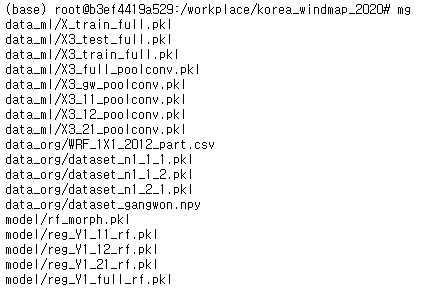 (base) root@b3ef4419a529:/workplace/korea_windmap_2020# mg
data_ml/X_train_full.pkl
data_ml/X3_test_full.pkl
data_ml/X3_train_full.pkl
data_ml/X3_full_poolconv.pkl
data_ml/X3_gw_poolconv.pkl
data_ml/X3_11_poolconv.pkl
data_ml/X3_12_poolconv.pkl
data_ml/X3_21_poolconv.pkl
data_org/WRF_1X1_2012_part.csv
data_org/dataset_n1_1_1.pkl
data_org/dataset_n1_1_2.pkl
data_org/dataset_n1_2_1.pkl
data_org/dataset_gangwon.npy
model/rf_morph.pkl
model/reg_Y1_11_rf.pkl
model/reg_Y1_12_rf.pkl
model/reg_Y1_21_rf.pkl
model/reg_Y1_full_rf.pkl